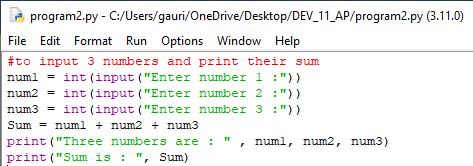 program2.py - C:/Users/gauri/OneDrive/Desktop/DEV_11_AP/program2.py (3.11.0)
File Edit Format Run Options Window Help
#to input 3 numbers and print their sum
num1 = int(input("Enter number 1 :"))
num2 = int(input("Enter number 2 :"))
num3 = int(input("Enter number 3 :"))
Sum = num1 + num2 + num3
print("Three numbers are : " , num1, num2, num3)
print("Sum is : ", Sum)